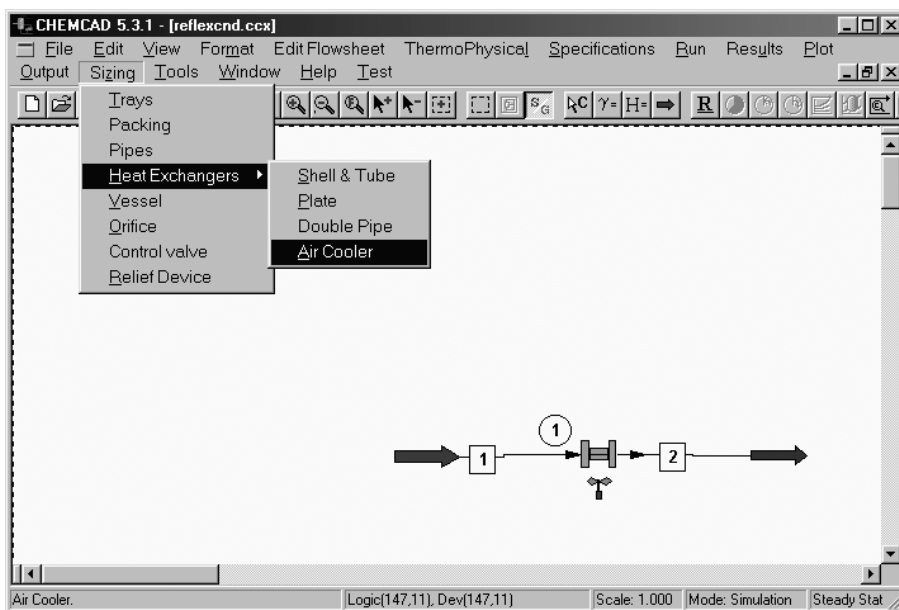 CHEMCAD 5.3.1 - [reflexcnd.ccx]
File Edit View Format Edit Flowsheet ThermoPhysical Specifications Run Results Plot
Output Sizing Tools Window Help Test
S G C γ= H= R
Trays
Packing
Pipes
Heat Exchangers
Vessel
Orifice
Control valve
Relief Device
Shell & Tube
Plate
Double Pipe
Air Cooler
1
1
2
Air Cooler.
Logic(147,11), Dev(147,11)
Scale: 1.000
Mode: Simulation
Steady Stat